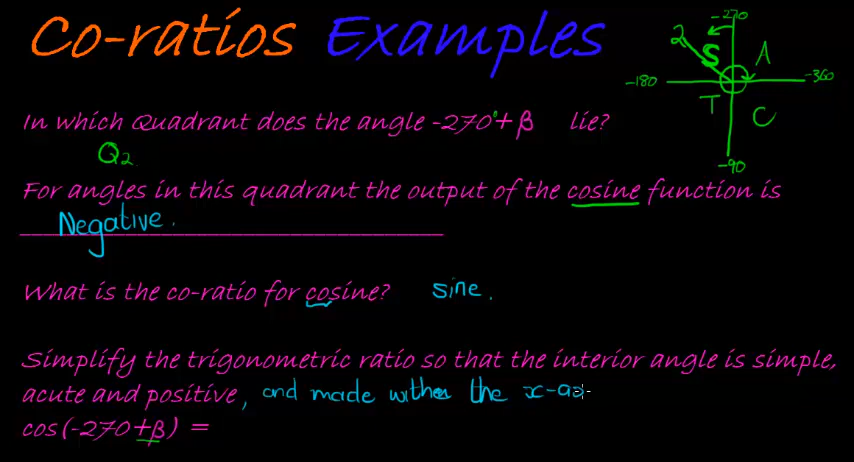 Co-ratios Examples
-270
2 S A
-180 -360
T C
-90
In which Quadrant does the angle -270°+β lie?
Q2
For angles in this quadrant the output of the cosine function is
Negative.
What is the co-ratio for cosine? sine.
Simplify the trigonometric ratio so that the interior angle is simple,
acute and positive, and made with the x-ax
cos(-270+β) =